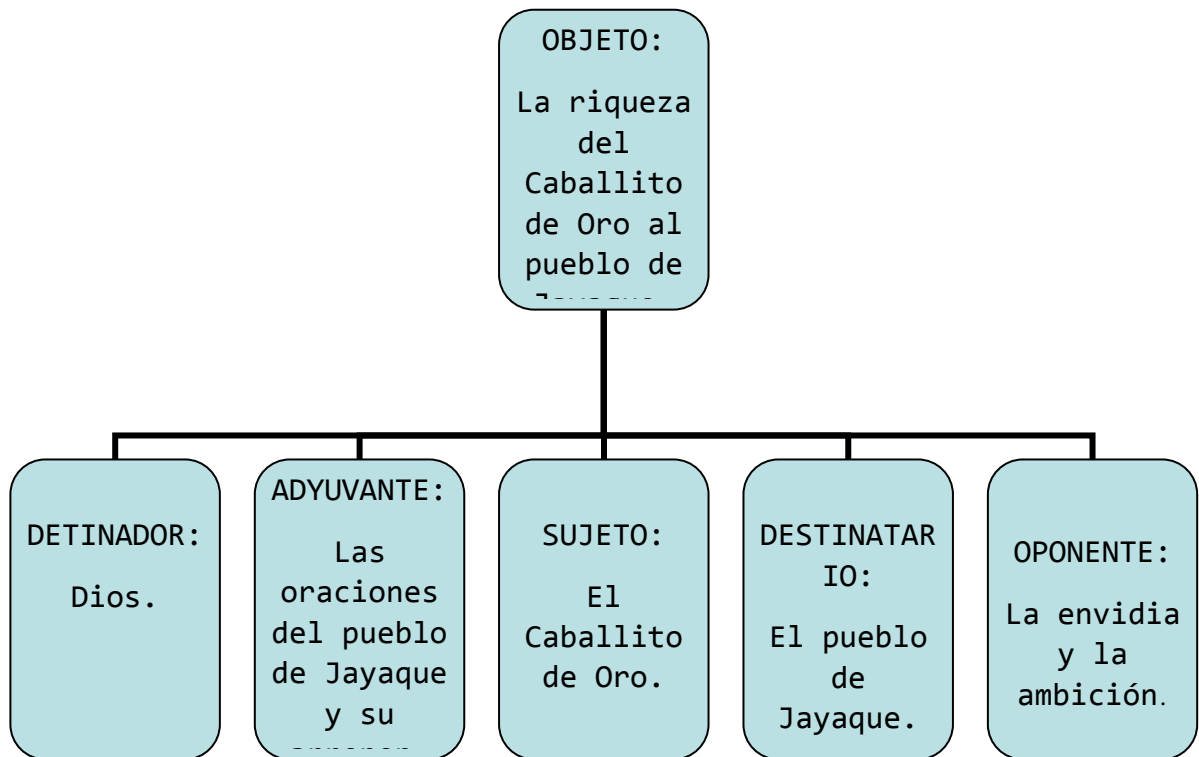 OBJETO:
La riqueza
del
Caballito
de Oro al
pueblo de
DETINADOR:
Dios.
ADYUVANTE:
Las
oraciones
del pueblo
de Jayaque
y su
SUJETO:
El
Caballito
de Oro.
DESTINATAR
IO:
El pueblo
de
Jayaque.
OPONENTE:
La envidia
y la
ambición.